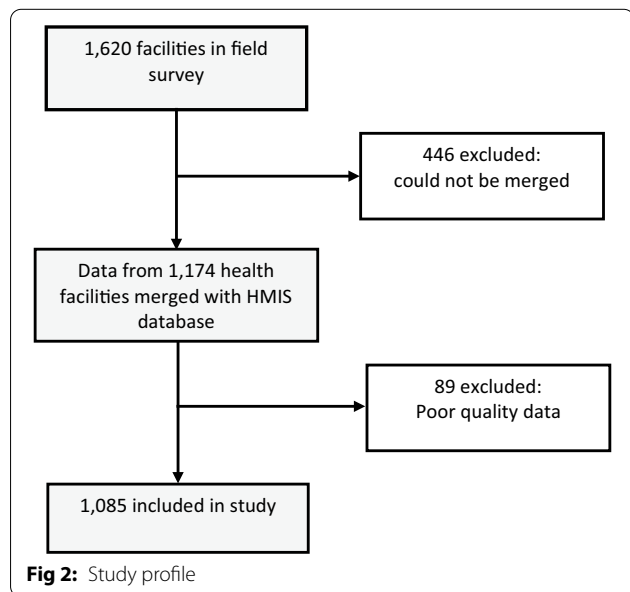 1,620 facilities in field
survey
446 excluded:
could not be merged
Data from 1,174 health
facilities merged with HMIS
database
89 excluded:
Poor quality data
1,085 included in study
Fig 2: Study profile